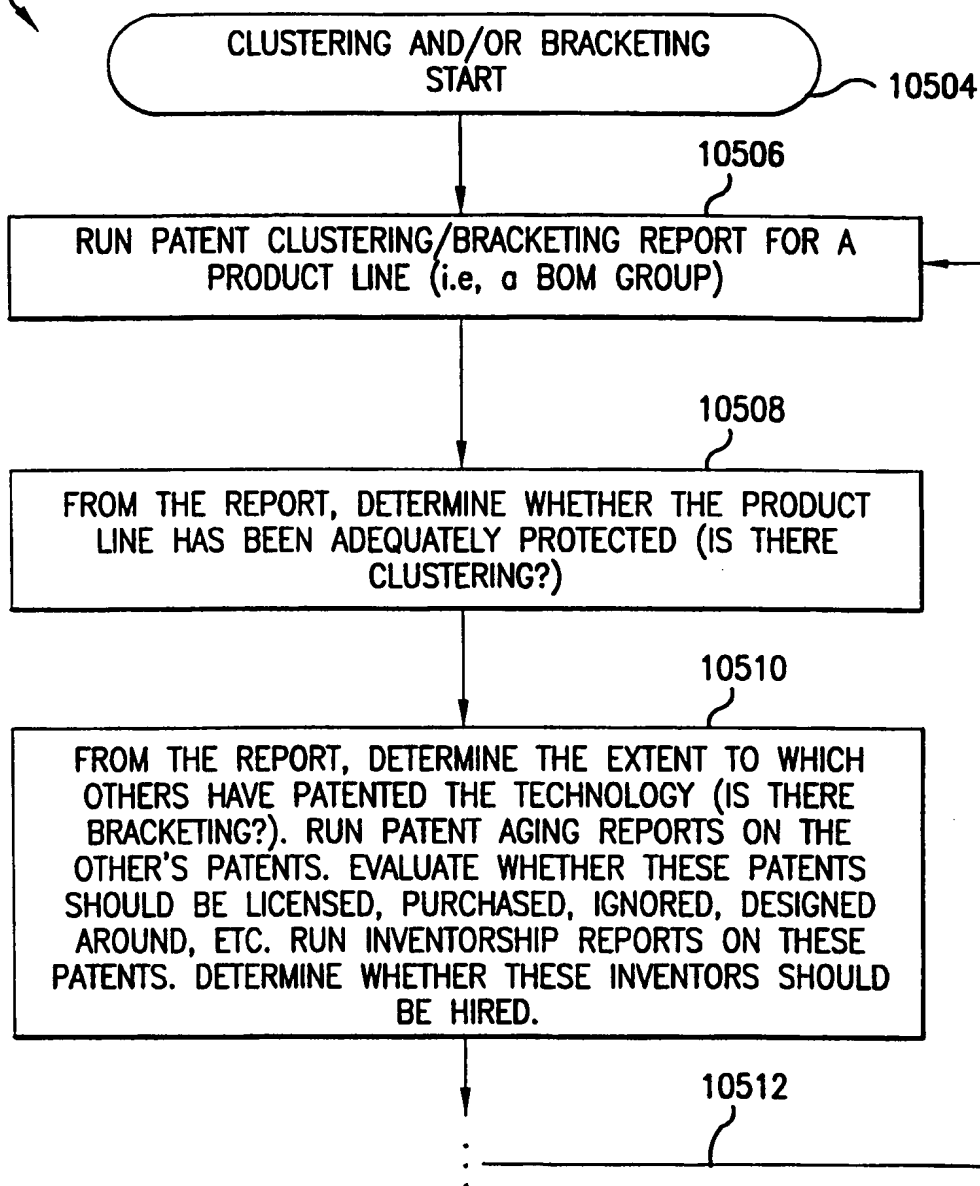 CLUSTERING AND/OR BRACKETING
START
10504
10506
RUN PATENT CLUSTERING/BRACKETING REPORT FOR A
PRODUCT LINE (i.e, a BOM GROUP)
10508
FROM THE REPORT, DETERMINE WHETHER THE PRODUCT
LINE HAS BEEN ADEQUATELY PROTECTED (IS THERE
CLUSTERING?)
10510
FROM THE REPORT, DETERMINE THE EXTENT TO WHICH
OTHERS HAVE PATENTED THE TECHNOLOGY (IS THERE
BRACKETING?). RUN PATENT AGING REPORTS ON THE
OTHER'S PATENTS. EVALUATE WHETHER THESE PATENTS
SHOULD BE LICENSED, PURCHASED, IGNORED, DESIGNED
AROUND, ETC. RUN INVENTORSHIP REPORTS ON THESE
PATENTS. DETERMINE WHETHER THESE INVENTORS SHOULD
BE HIRED.
10512